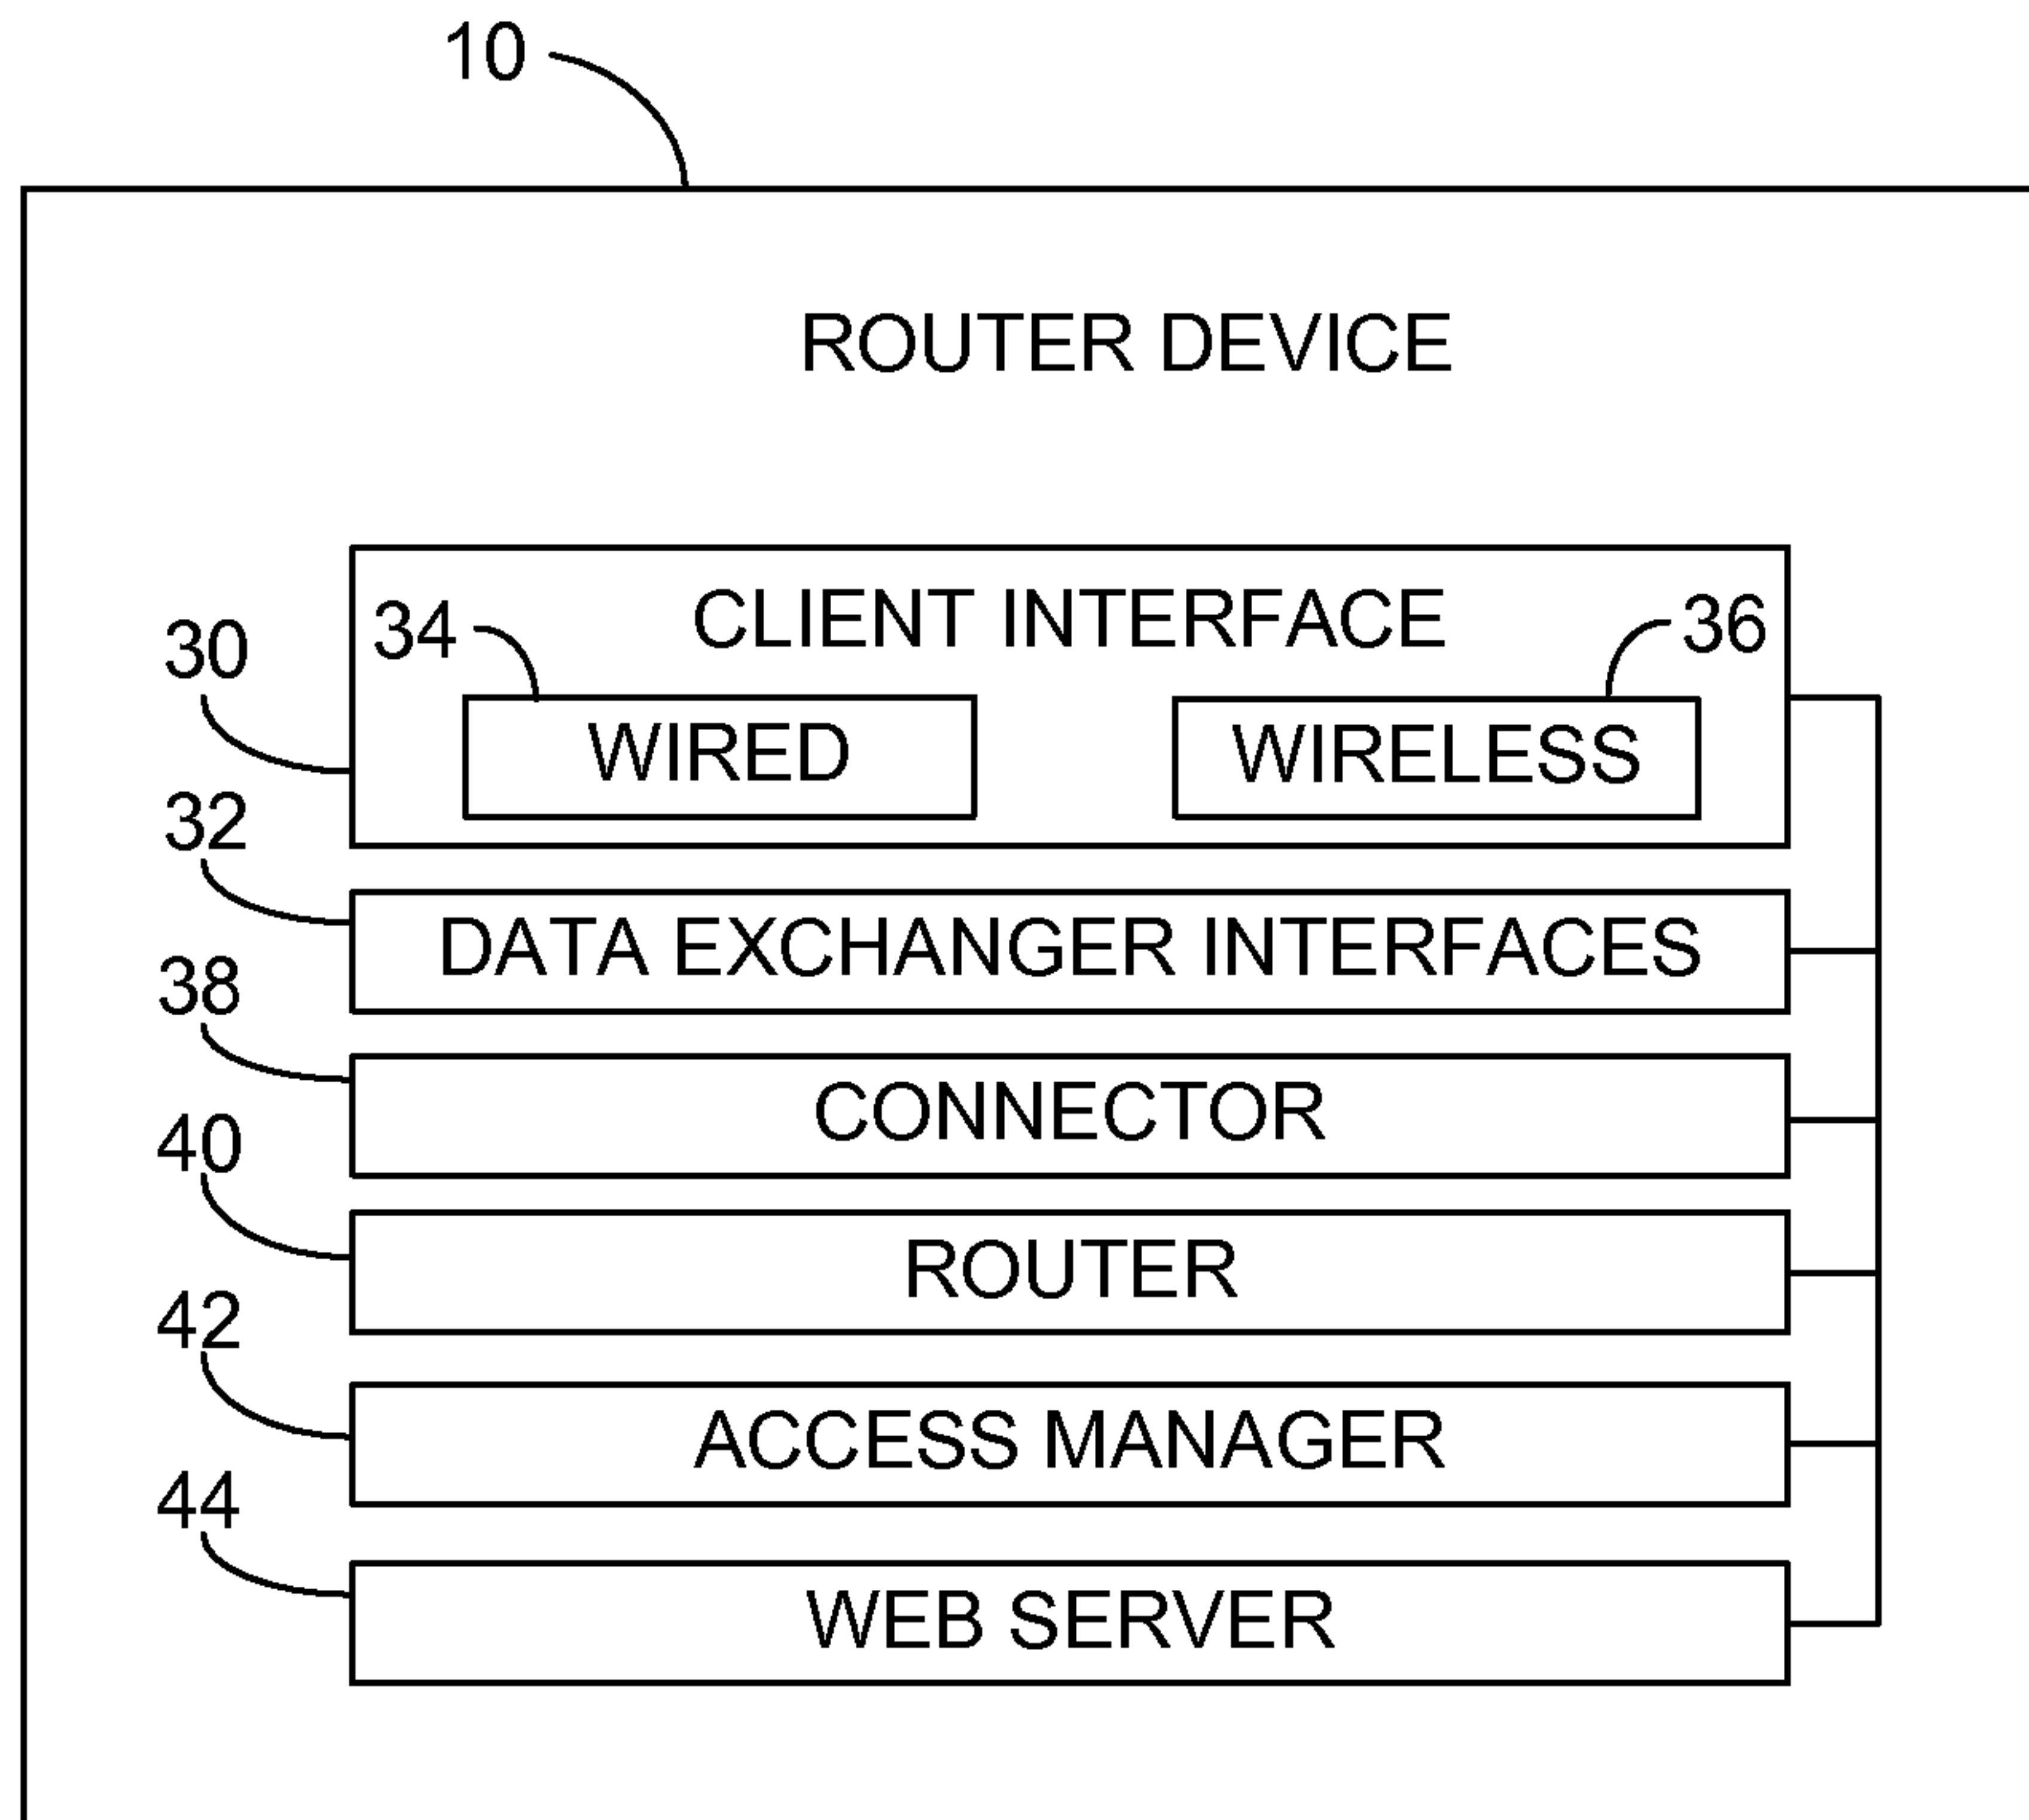 10
ROUTER DEVICE
CLIENT INTERFACE
34
36
30
WIRED
WIRELESS
32
DATA EXCHANGER INTERFACES
38
CONNECTOR
40
ROUTER
42
ACCESS MANAGER
44
WEB SERVER